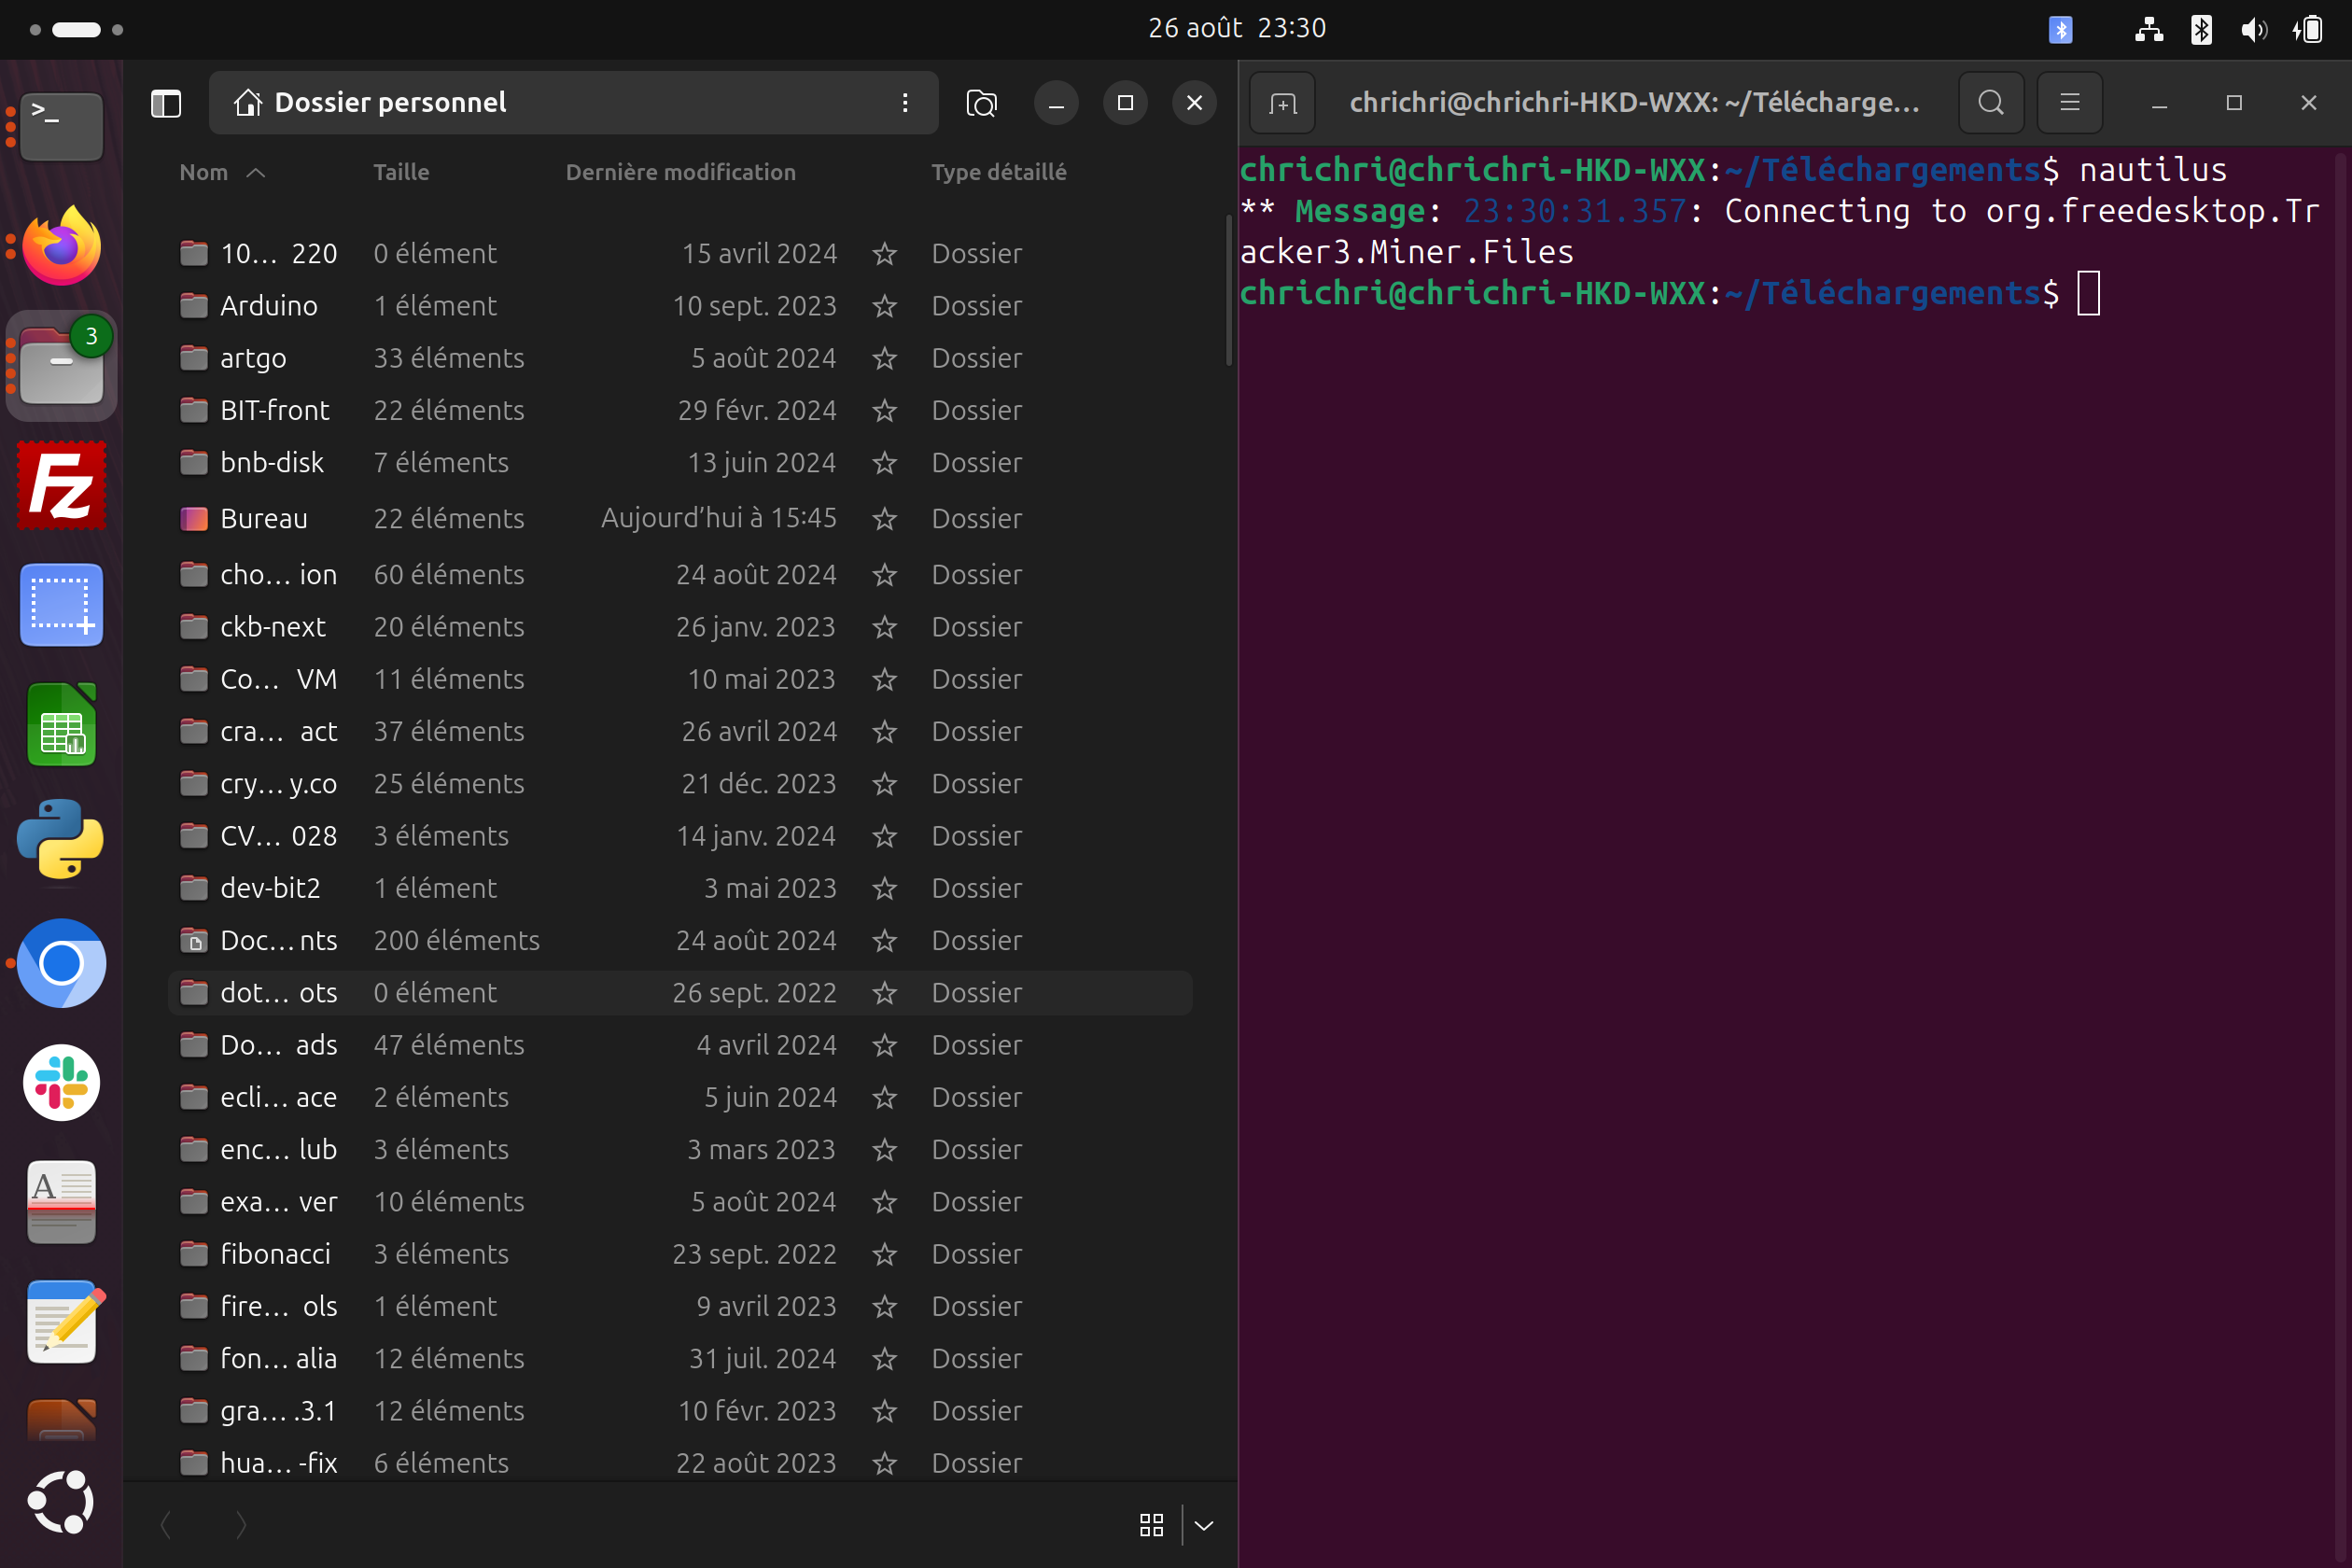 26 août 23:30
Dossier personnel
Nom Taille Dernière modification Type détaillé
10… 220 0 élément 15 avril 2024 Dossier
Arduino 1 élément 10 sept. 2023 Dossier
artgo 33 éléments 5 août 2024 Dossier
BIT-front 22 éléments 29 févr. 2024 Dossier
bnb-disk 7 éléments 13 juin 2024 Dossier
Bureau 22 éléments Aujourd’hui à 15:45 Dossier
cho… ion 60 éléments 24 août 2024 Dossier
ckb-next 20 éléments 26 janv. 2023 Dossier
Co… VM 11 éléments 10 mai 2023 Dossier
cra… act 37 éléments 26 avril 2024 Dossier
cry… y.co 25 éléments 21 déc. 2023 Dossier
CV… 028 3 éléments 14 janv. 2024 Dossier
dev-bit2 1 élément 3 mai 2023 Dossier
Doc… nts 200 éléments 24 août 2024 Dossier
dot… ots 0 élément 26 sept. 2022 Dossier
Do… ads 47 éléments 4 avril 2024 Dossier
ecli… ace 2 éléments 5 juin 2024 Dossier
enc… lub 3 éléments 3 mars 2023 Dossier
exa… ver 10 éléments 5 août 2024 Dossier
fibonacci 3 éléments 23 sept. 2022 Dossier
fire… ols 1 élément 9 avril 2023 Dossier
fon… alia 12 éléments 31 juil. 2024 Dossier
gra… .3.1 12 éléments 10 févr. 2023 Dossier
hua… -fix 6 éléments 22 août 2023 Dossier
chrichri@chrichri-HKD-WXX: ~/Télécharge…
chrichri@chrichri-HKD-WXX:~/Téléchargements$ nautilus
** Message: 23:30:31.357: Connecting to org.freedesktop.Tr
acker3.Miner.Files
chrichri@chrichri-HKD-WXX:~/Téléchargements$
>_
3
Fz
A